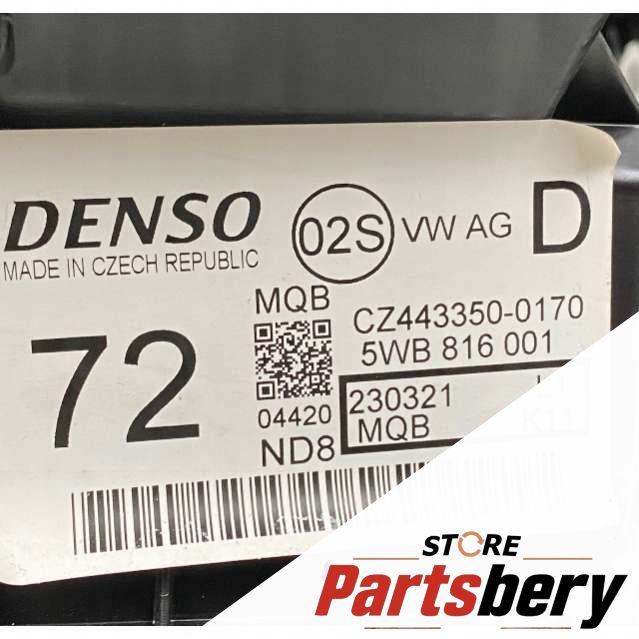 DENSO 02S VW AG D
MADE IN CZECH REPUBLIC
MQB CZ443350-0170
72 5WB 816 001
04420 230321
ND8 MQB
STORE
Partsbery